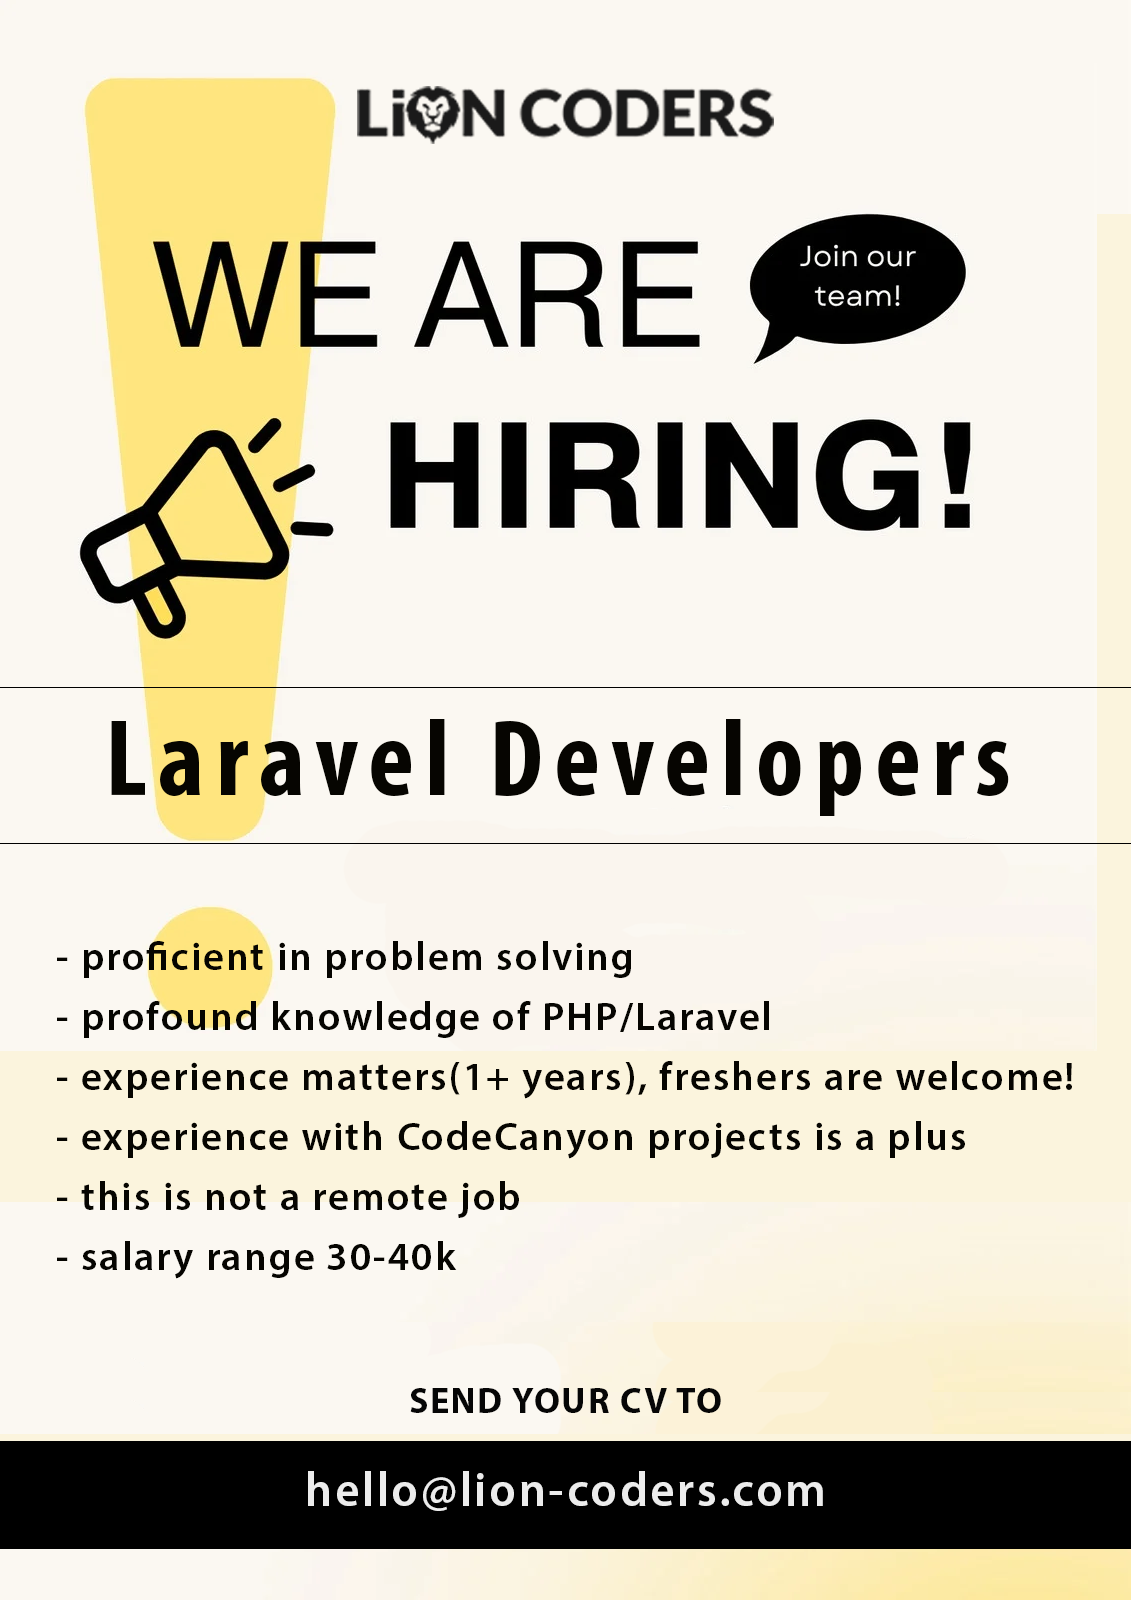 LiON CODERS
WE ARE
Join our
team!
HIRING!
Laravel Developers
- proficient in problem solving
- profound knowledge of PHP/Laravel
- experience matters(1+ years), freshers are welcome!
- experience with CodeCanyon projects is a plus
- this is not a remote job
- salary range 30-40k
SEND YOUR CV TO
hello@lion-coders.com